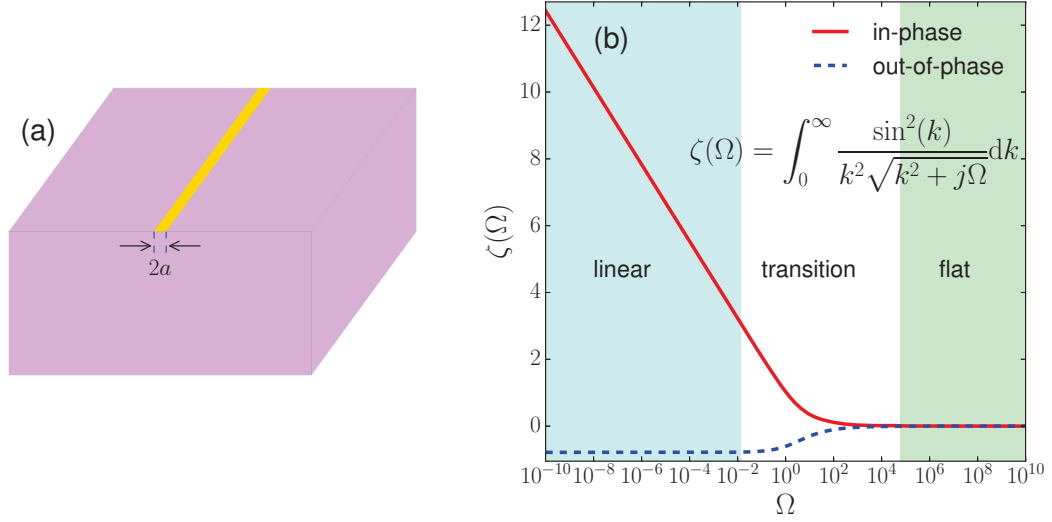 (a)
2a
(b)
in-phase
out-of-phase
ζ(Ω) = ∫₀^∞ sin²(k) / (k²√(k² + jΩ)) dk
linear
transition
flat
ζ(Ω)
12
10
8
6
4
2
0
10⁻¹⁰ 10⁻⁸ 10⁻⁶ 10⁻⁴ 10⁻² 10⁰ 10² 10⁴ 10⁶ 10⁸ 10¹⁰
Ω